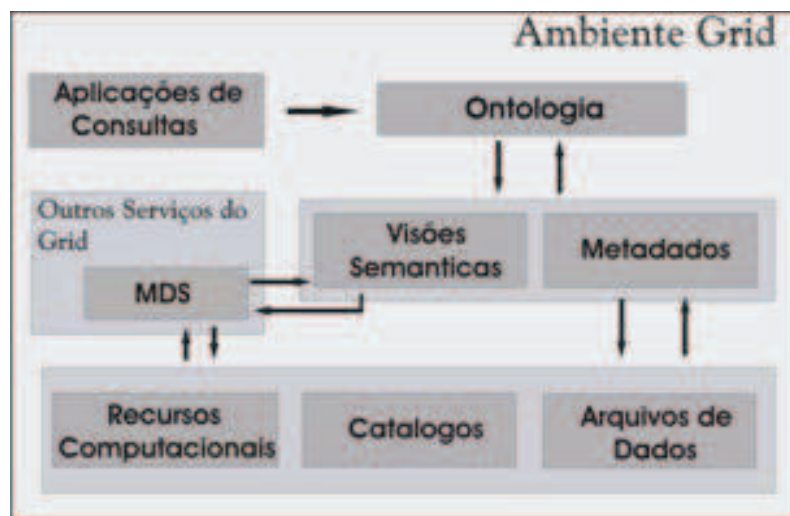 Ambiente Grid
Aplicações de
Consultas
Ontologia
Outros Serviços do
Grid
MDS
Visões
Semanticas
Metadados
Recursos
Computacionais
Catalogos
Arquivos de
Dados